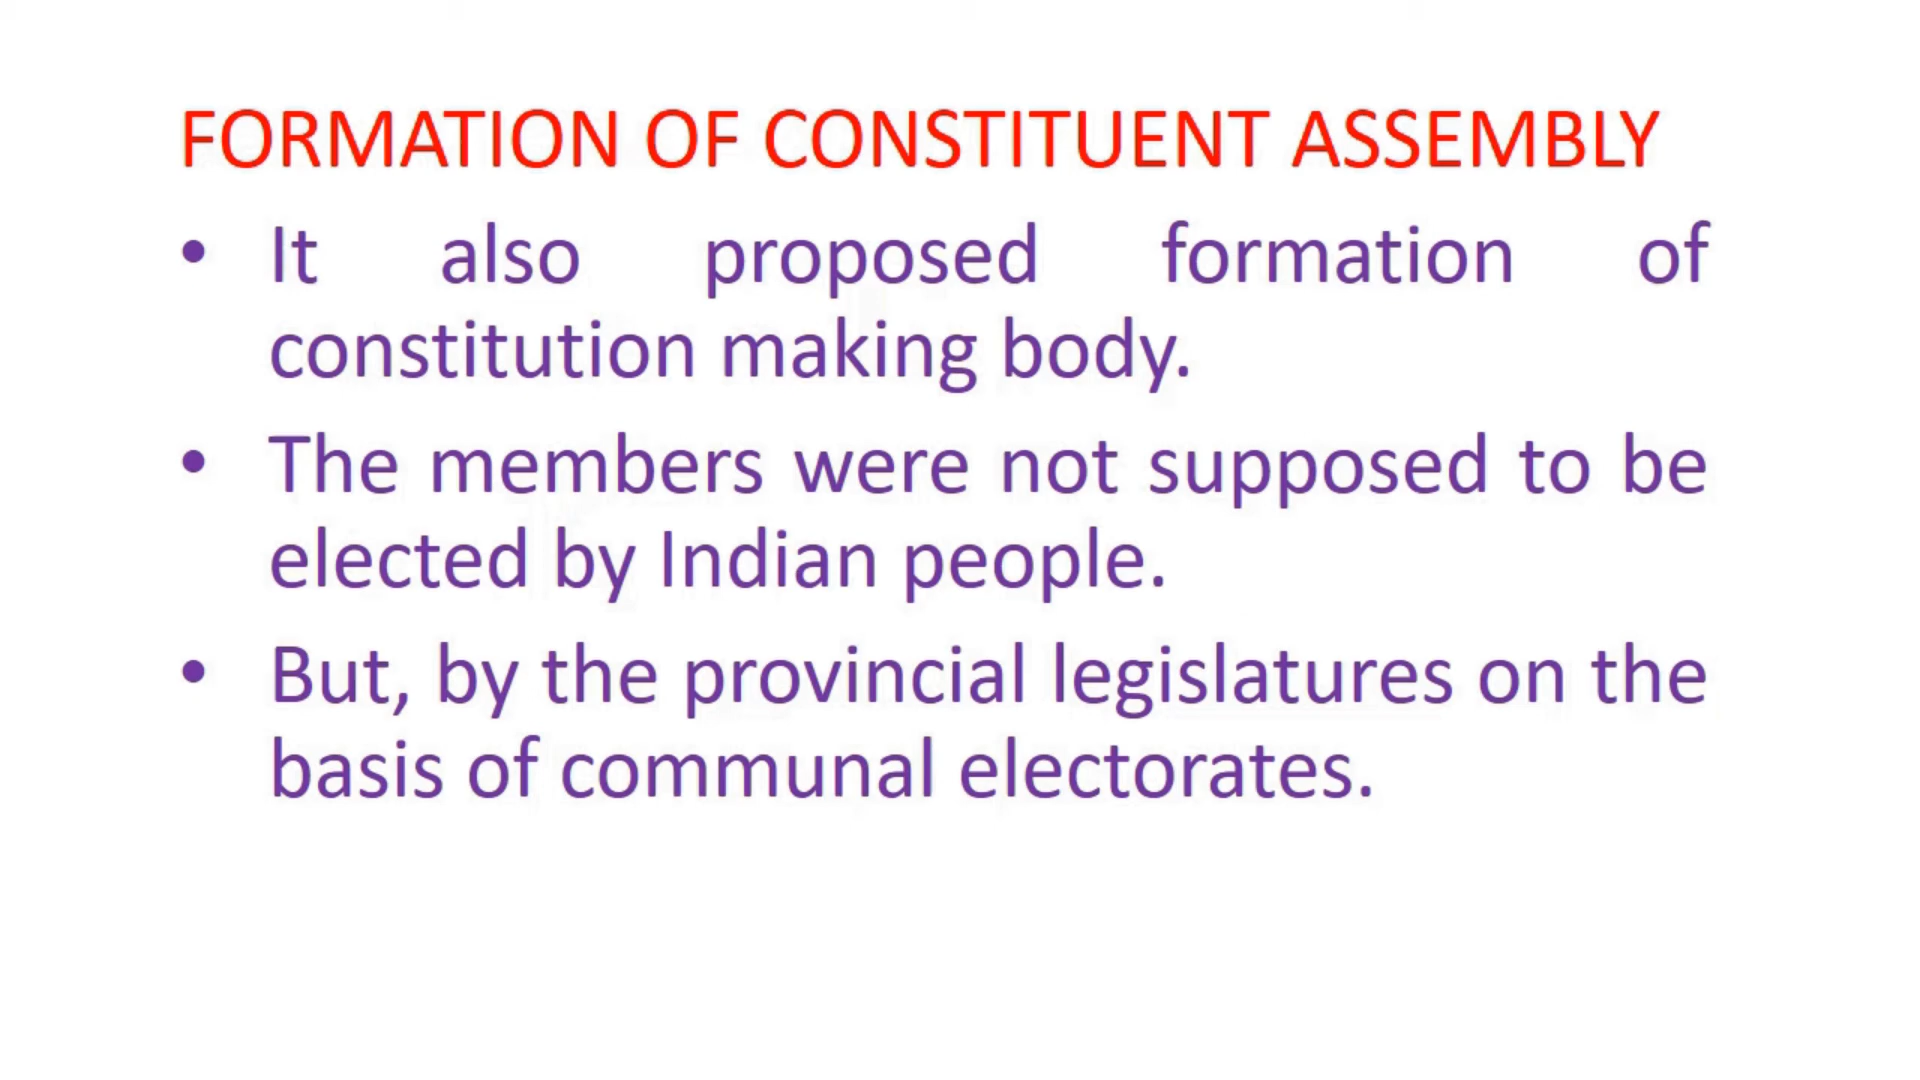 FORMATION OF CONSTITUENT ASSEMBLY
• It also proposed formation of
constitution making body.
• The members were not supposed to be
elected by Indian people.
• But, by the provincial legislatures on the
basis of communal electorates.